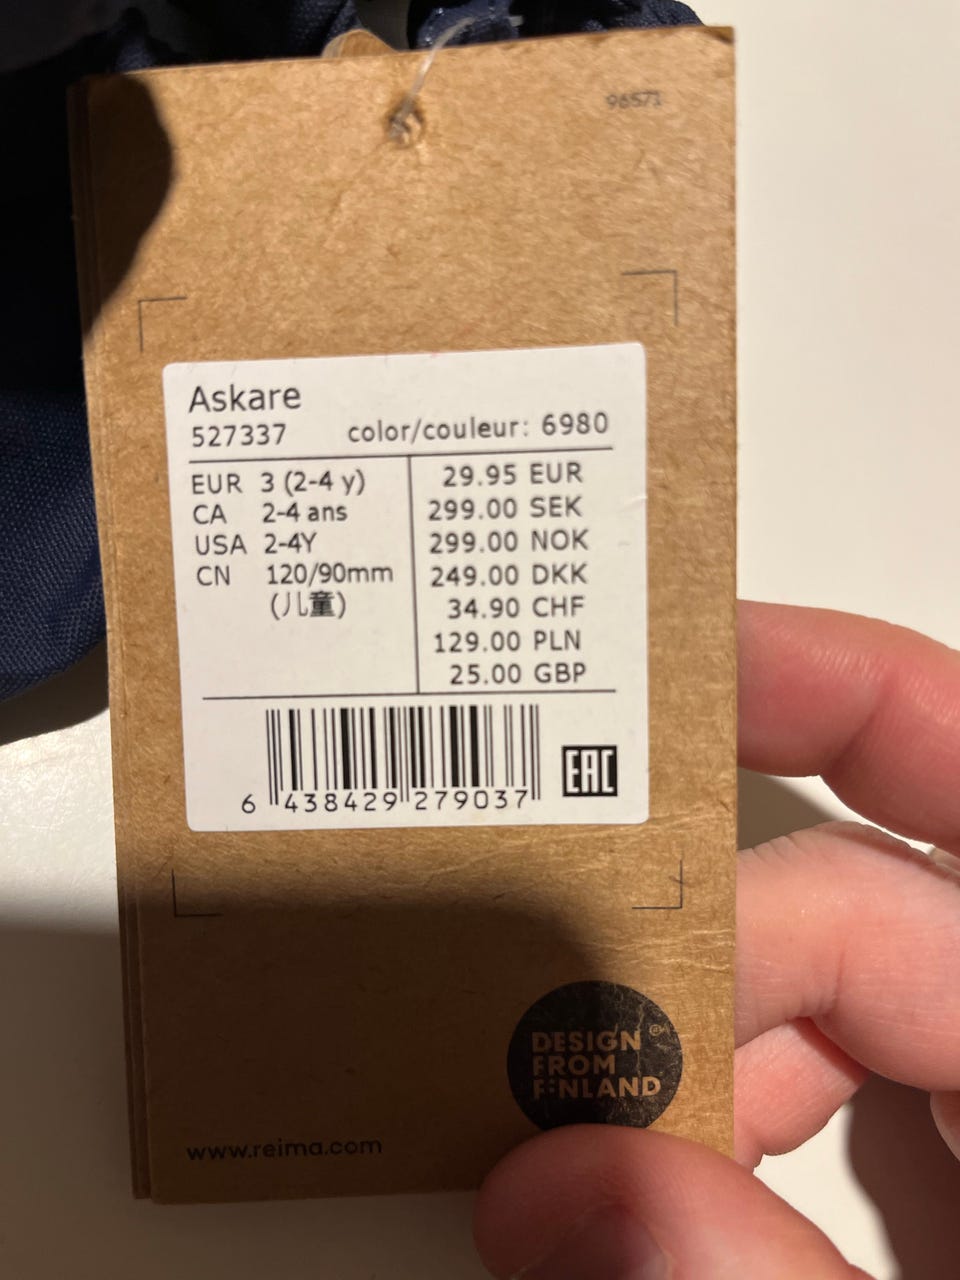 96571
Askare
527337 color/couleur: 6980
EUR 3 (2-4 y)
CA 2-4 ans
USA 2-4Y
CN 120/90mm
(儿童)
29.95 EUR
299.00 SEK
299.00 NOK
249.00 DKK
34.90 CHF
129.00 PLN
25.00 GBP
6 438429 279037
EAC
DESIGN ®
FROM
FINLAND
www.reima.com